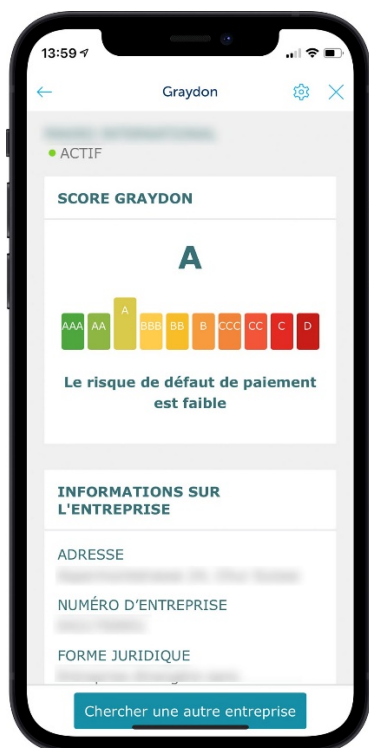 13:59
Graydon
ACTIF
SCORE GRAYDON
A
AAA AA A BBB BB B CCC CC C D
Le risque de défaut de paiement
est faible
INFORMATIONS SUR
L'ENTREPRISE
ADRESSE
NUMÉRO D'ENTREPRISE
FORME JURIDIQUE
Chercher une autre entreprise